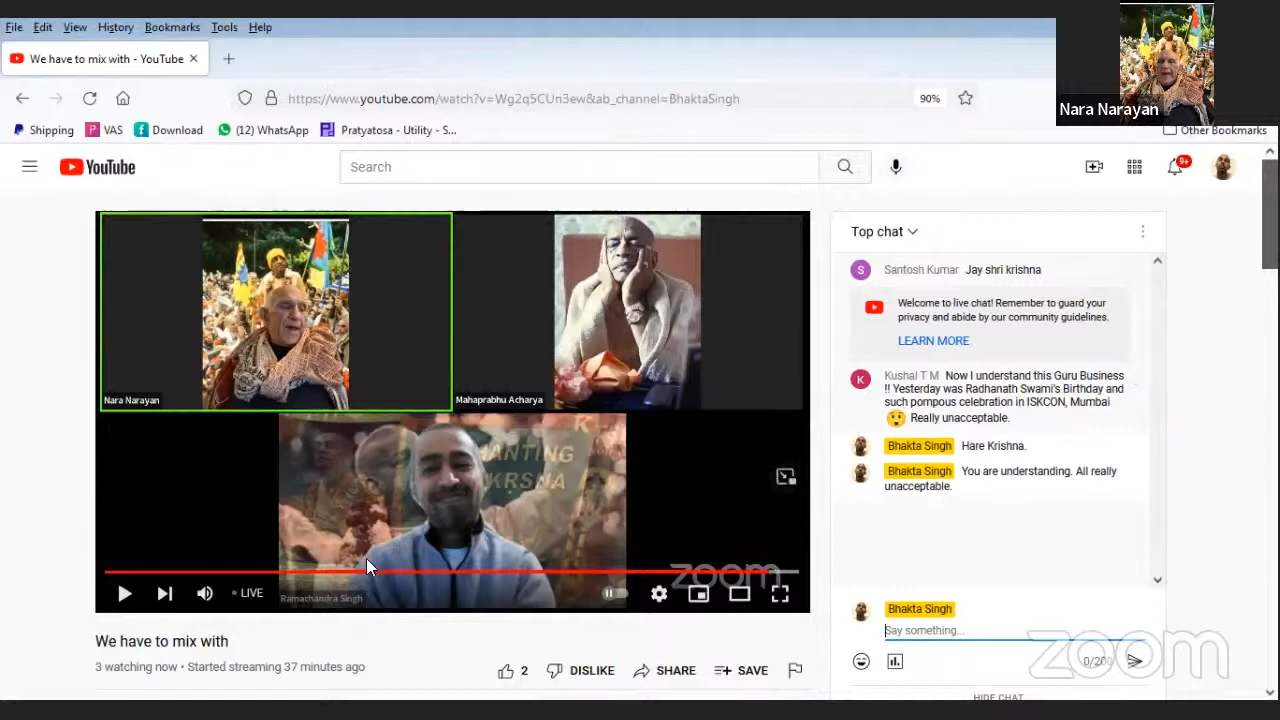 File Edit View History Bookmarks Tools Help
We have to mix with - YouTube
Nara Narayan
https://www.youtube.com/watch?v=Wg2q5CUn3ew&ab_channel=BhaktaSingh
90%
Shipping VAS Download (12) WhatsApp Pratyatosa - Utility - S...
Other Bookmarks
YouTube
Search
9+
Nara Narayan
Mahaprabhu Acharya
CHANTING
KRSNA
zoom
LIVE
Ramachandra Singh
We have to mix with
3 watching now • Started streaming 37 minutes ago
2 DISLIKE SHARE SAVE
Top chat
S Santosh Kumar Jay shri krishna
Welcome to live chat! Remember to guard your
privacy and abide by our community guidelines.
LEARN MORE
K Kushal T M Now I understand this Guru Business
!! Yesterday was Radhanath Swami's Birthday and
such pompous celebration in ISKCON, Mumbai
Really unacceptable.
Bhakta Singh Hare Krishna.
Bhakta Singh You are understanding. All really
unacceptable.
Bhakta Singh
Say something...
0/200
zoom
HIDE CHAT